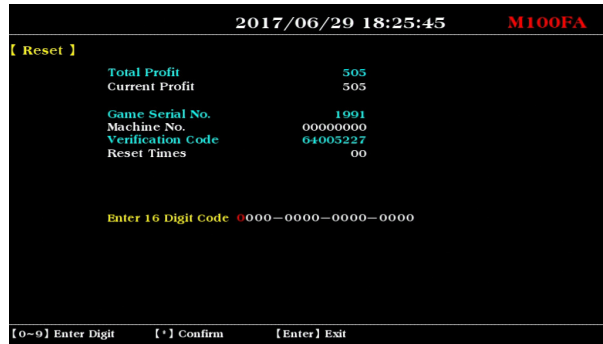 2017/06/29 18:25:45 M100FA
【 Reset 】
Total Profit 505
Current Profit 505
Game Serial No. 1991
Machine No. 00000000
Verification Code 64005227
Reset Times 00
Enter 16 Digit Code 0000-0000-0000-0000
【0~9】Enter Digit 【*】Confirm 【Enter】Exit